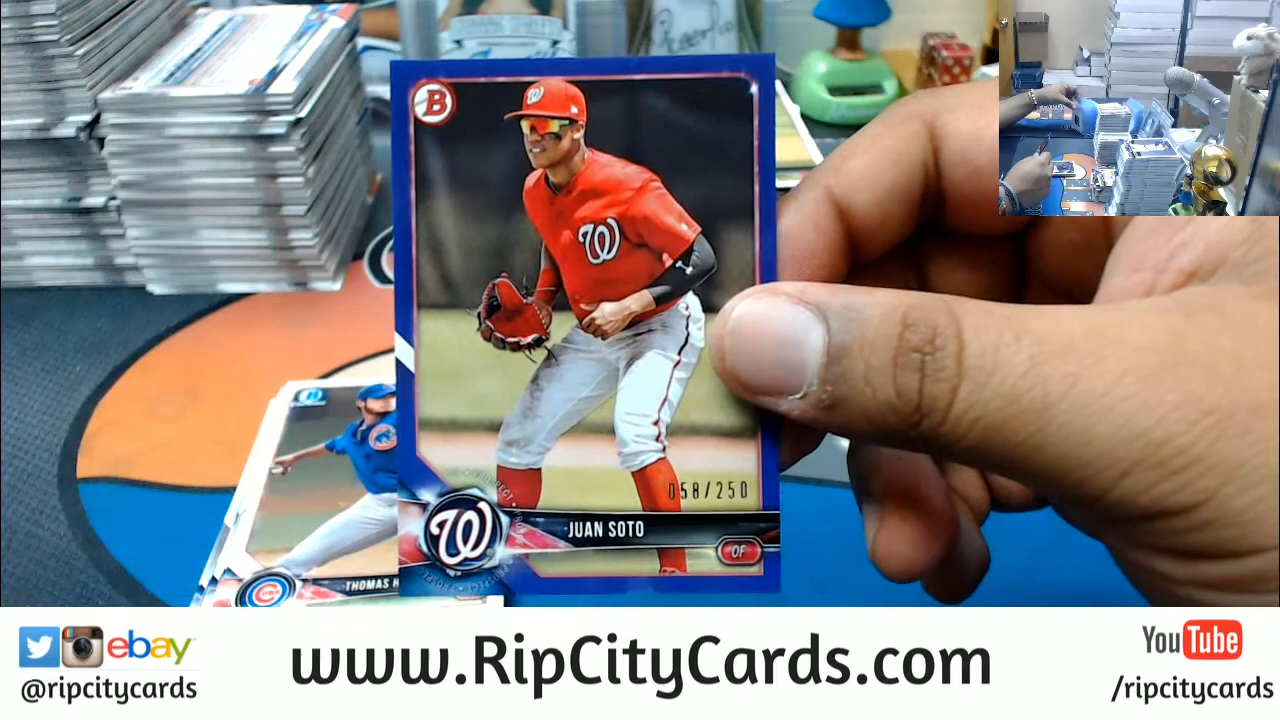 B
W
W
058/250
JUAN SOTO
W
OF
THOMAS
ebay
@ripcitycards
www.RipCityCards.com
YouTube
/ripcitycards